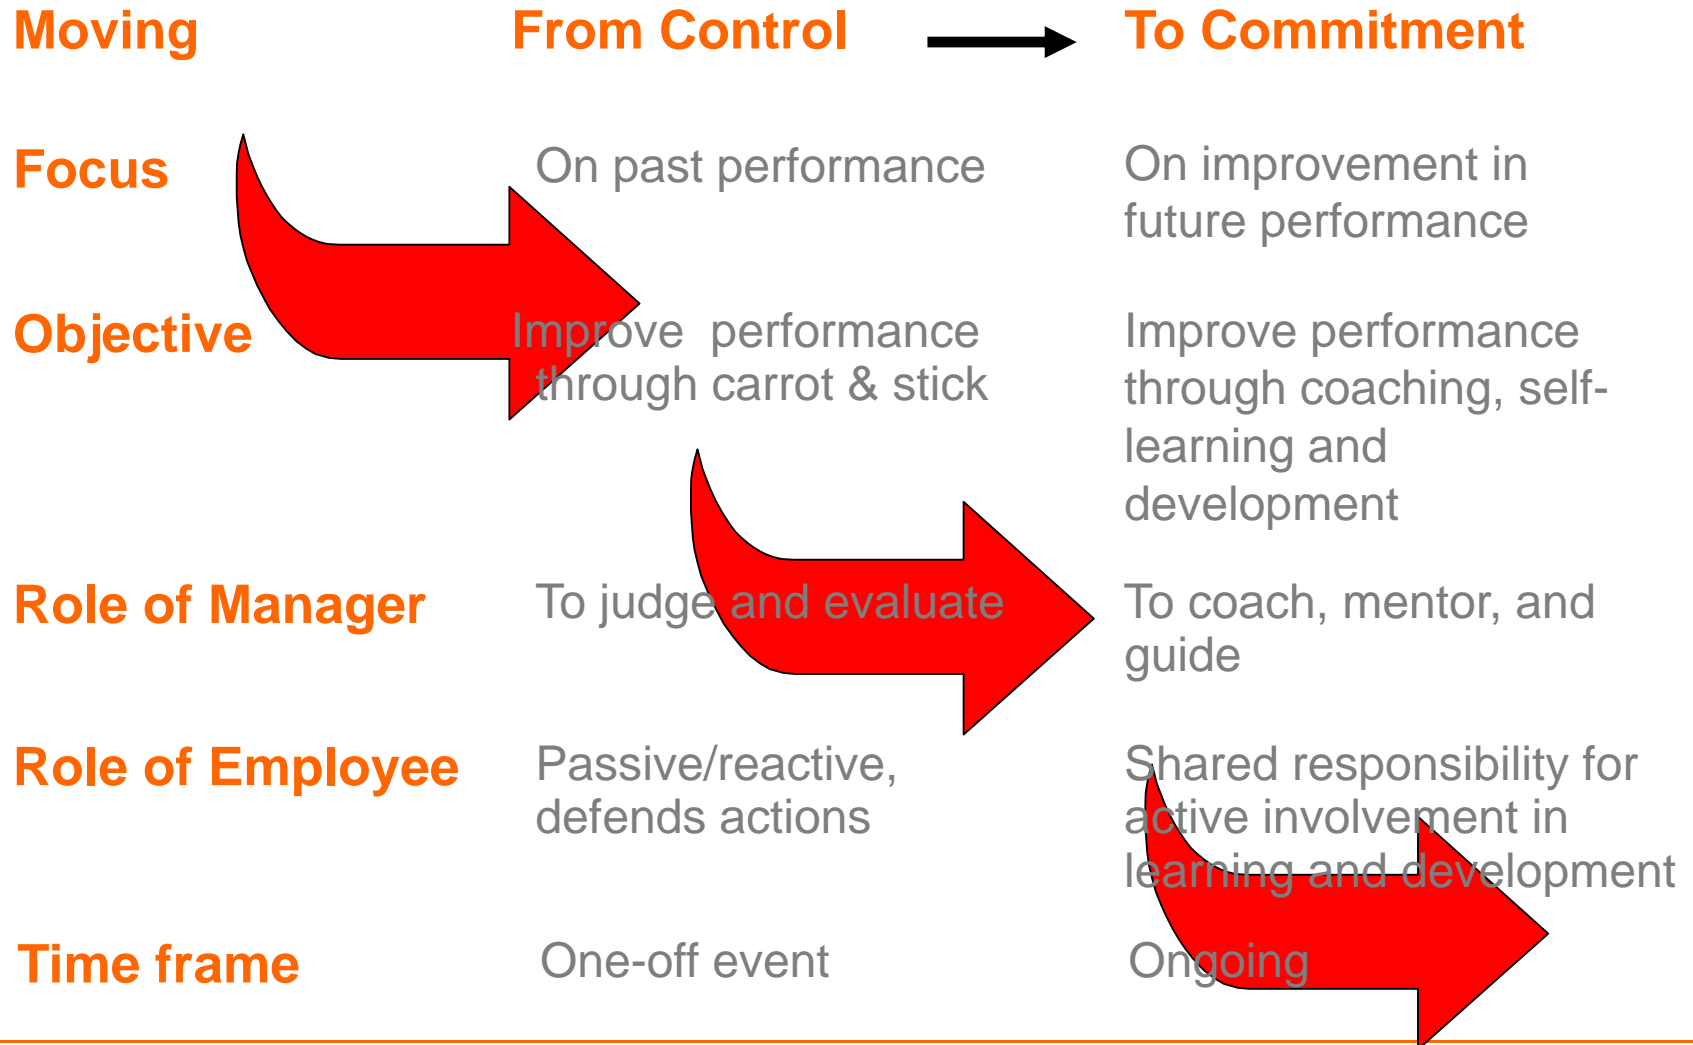 Moving From Control To Commitment
Focus On past performance On improvement in
future performance
Objective Improve performance Improve performance
through carrot & stick through coaching, self-
learning and
development
Role of Manager To judge and evaluate To coach, mentor, and
guide
Role of Employee Passive/reactive, Shared responsibility for
defends actions active involvement in
learning and development
Time frame One-off event Ongoing